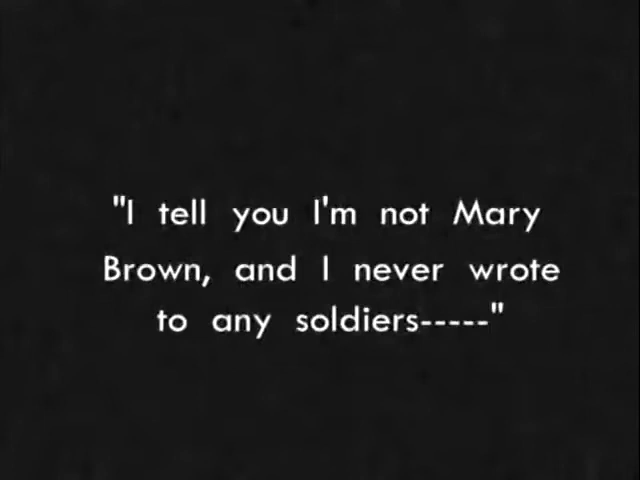 "I tell you I'm not Mary
Brown, and I never wrote
to any soldiers-----"